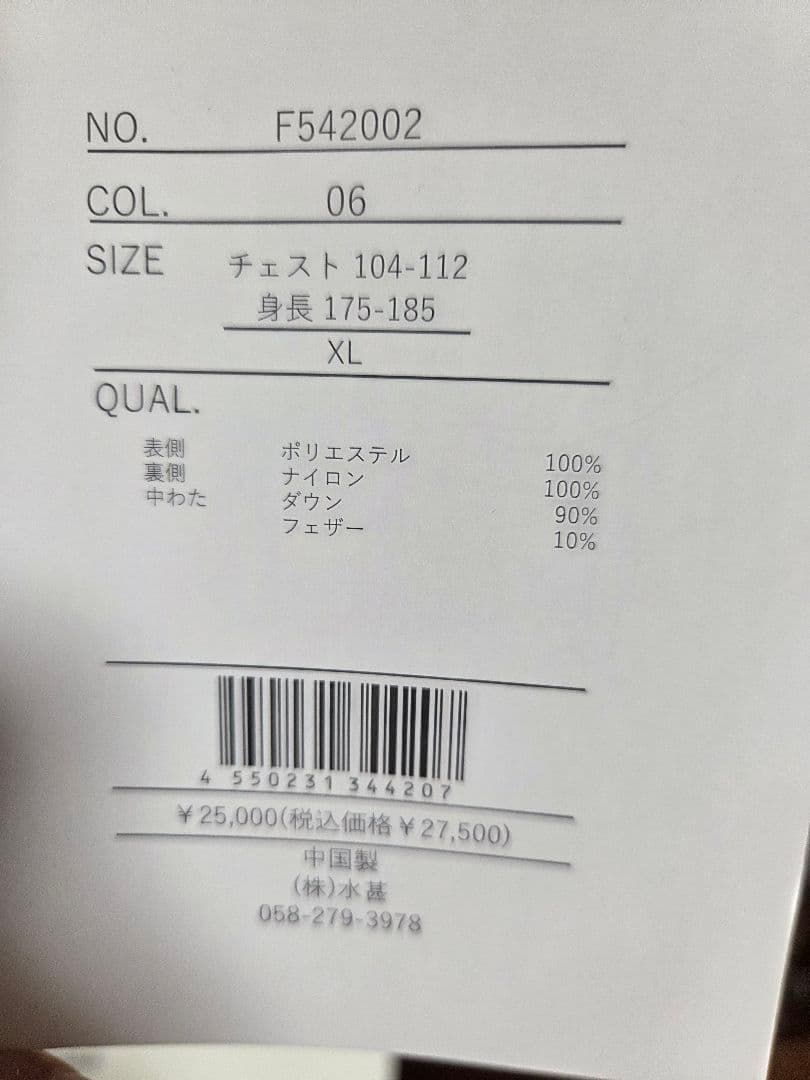 NO. F542002
COL. 06
SIZE チェスト 104-112
身長 175-185
XL
QUAL.
表側 ポリエステル 100%
裏側 ナイロン 100%
中わた ダウン 90%
フェザー 10%
4 550231 344207
￥25,000(税込価格￥27,500)
中国製
(株)水甚
058-279-3978